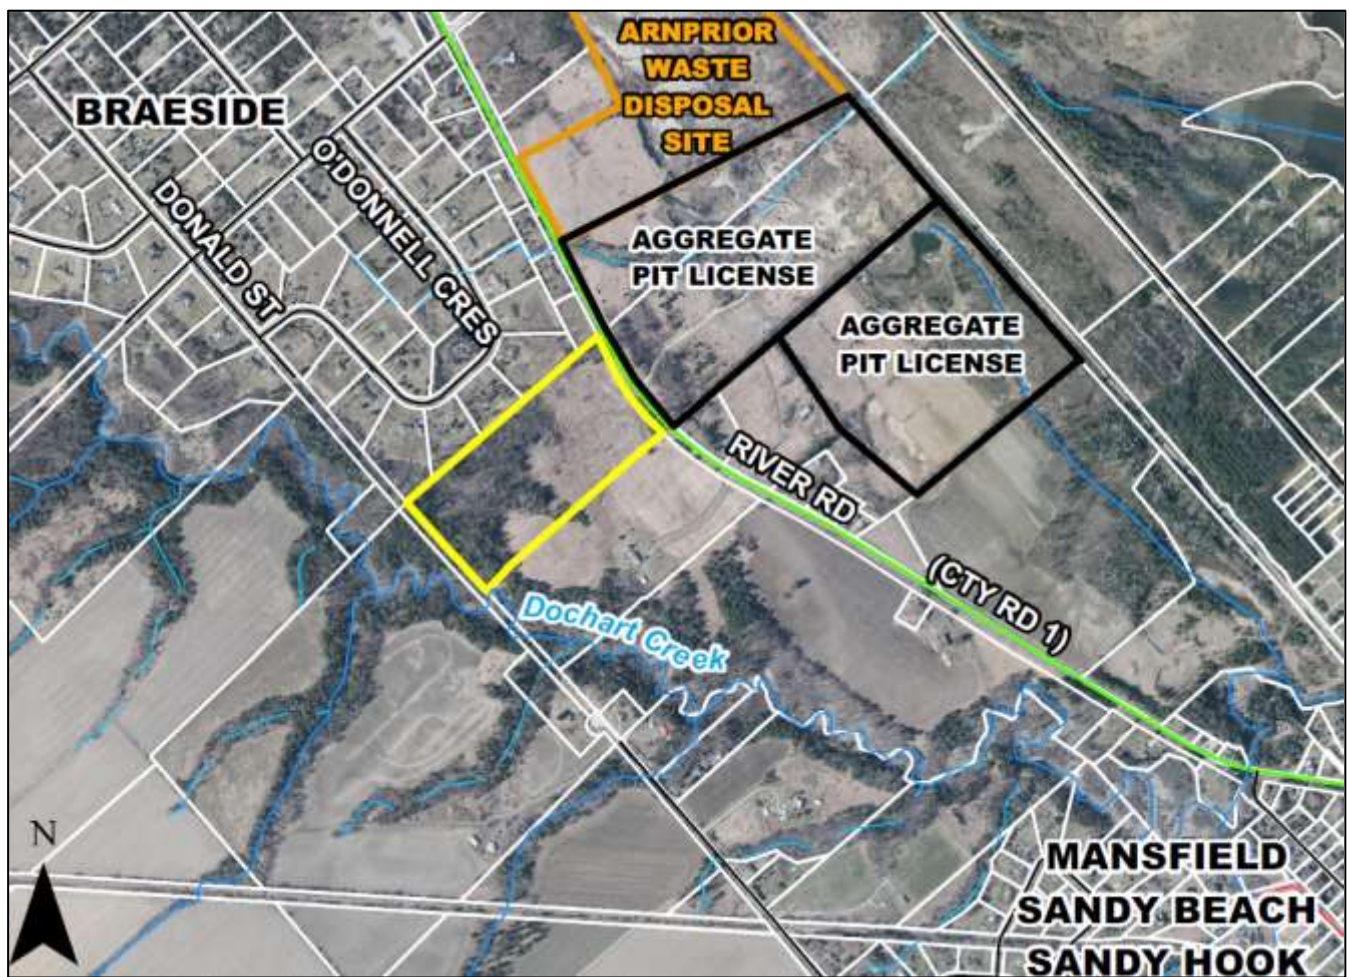 ARNPRIOR
WASTE
DISPOSAL
SITE
BRAESIDE
O'DONNELL CRES
DONALD ST
AGGREGATE
PIT LICENSE
AGGREGATE
PIT LICENSE
RIVER RD
(CTY RD 1)
Dochart Creek
N
MANSFIELD
SANDY BEACH
SANDY HOOK